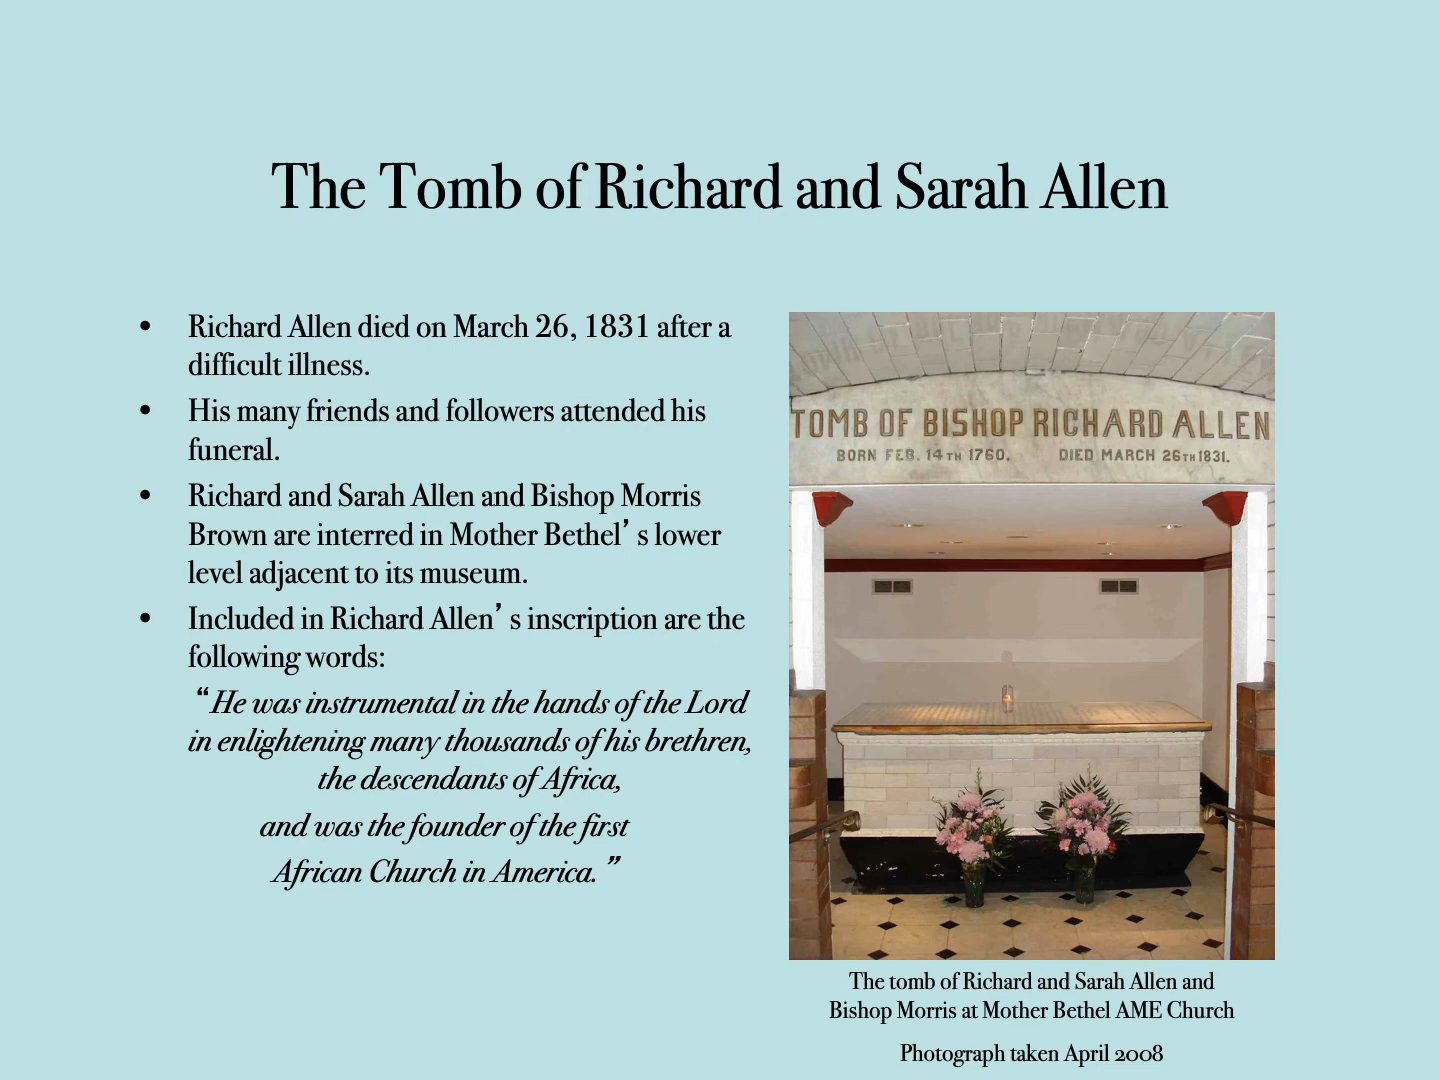 The Tomb of Richard and Sarah Allen
• Richard Allen died on March 26, 1831 after a
difficult illness.
• His many friends and followers attended his
funeral.
• Richard and Sarah Allen and Bishop Morris
Brown are interred in Mother Bethel’s lower
level adjacent to its museum.
• Included in Richard Allen’s inscription are the
following words:
“He was instrumental in the hands of the Lord
in enlightening many thousands of his brethren,
the descendants of Africa,
and was the founder of the first
African Church in America.”
TOMB OF BISHOP RICHARD ALLEN
BORN FEB. 14TH 1760. DIED MARCH 26TH 1831.
The tomb of Richard and Sarah Allen and
Bishop Morris at Mother Bethel AME Church
Photograph taken April 2008